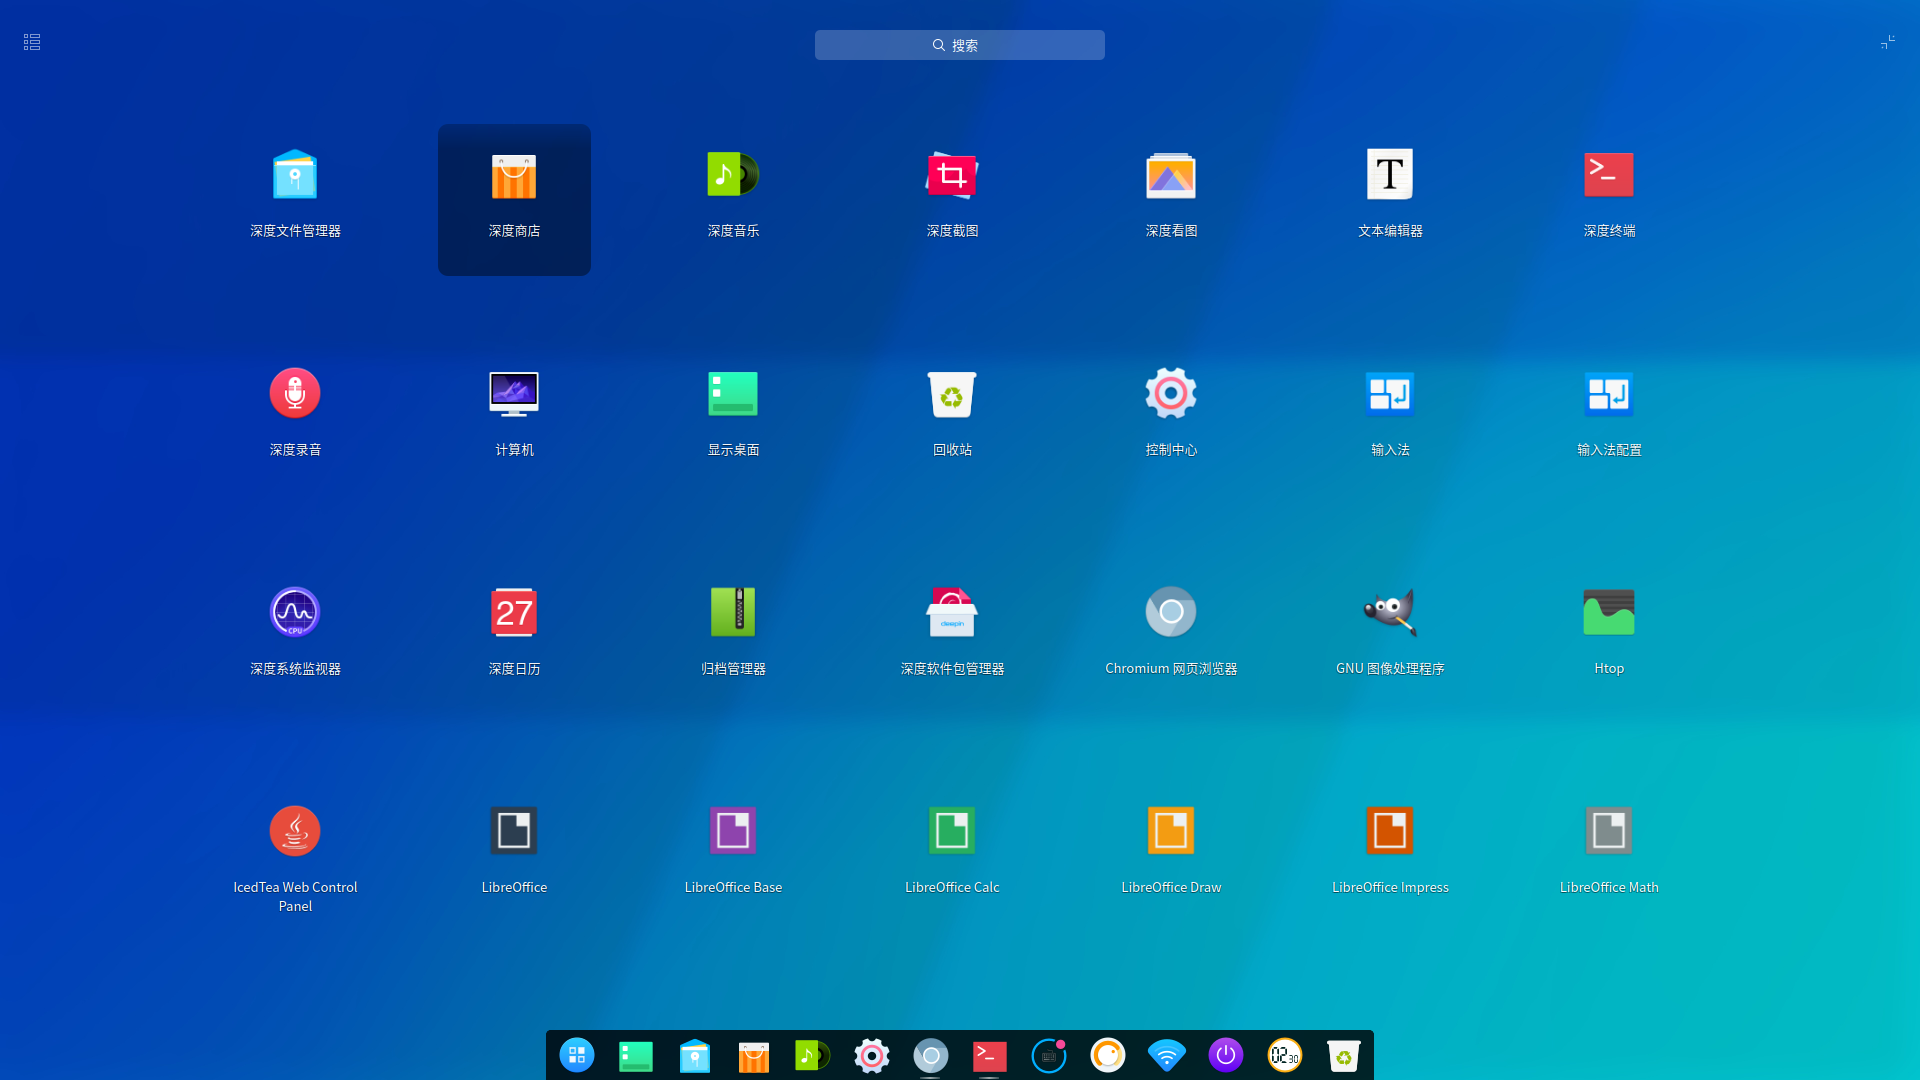 搜索
深度文件管理器
深度商店
深度音乐
深度截图
深度看图
T
文本编辑器
深度终端
深度录音
计算机
显示桌面
回收站
控制中心
输入法
输入法配置
CPU
27
deepin
深度系统监视器
深度日历
归档管理器
深度软件包管理器
Chromium 网页浏览器
GNU 图像处理程序
Htop
IcedTea Web Control
Panel
LibreOffice
LibreOffice Base
LibreOffice Calc
LibreOffice Draw
LibreOffice Impress
LibreOffice Math
02 30